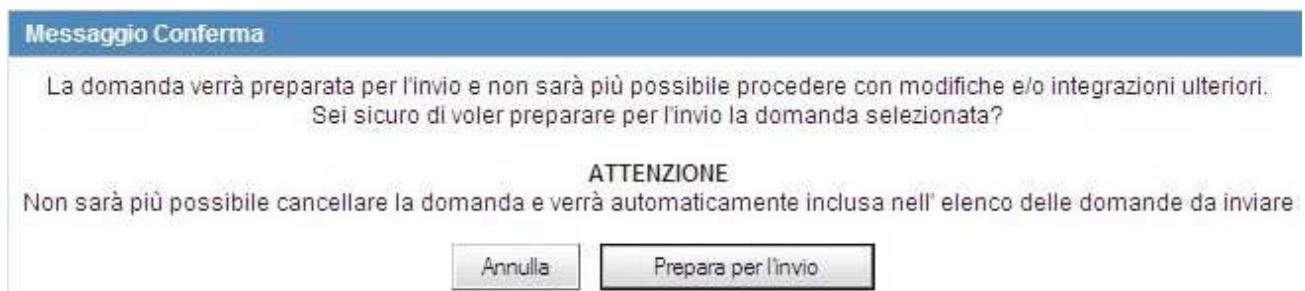 Messaggio Conferma
La domanda verrà preparata per l'invio e non sarà più possibile procedere con modifiche e/o integrazioni ulteriori.
Sei sicuro di voler preparare per l'invio la domanda selezionata?
ATTENZIONE
Non sarà più possibile cancellare la domanda e verrà automaticamente inclusa nell' elenco delle domande da inviare
Annulla Prepara per l'invio